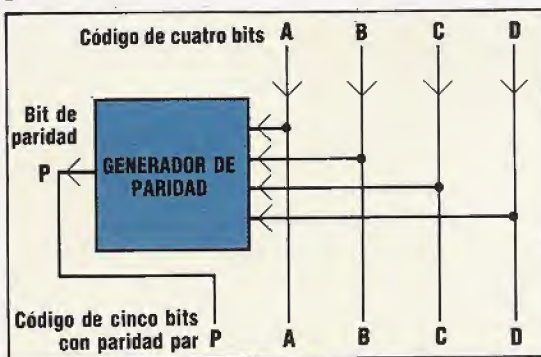 Código de cuatro bits A B C D
Bit de
paridad
P
GENERADOR DE
PARIDAD
Código de cinco bits
con paridad par P A B C D